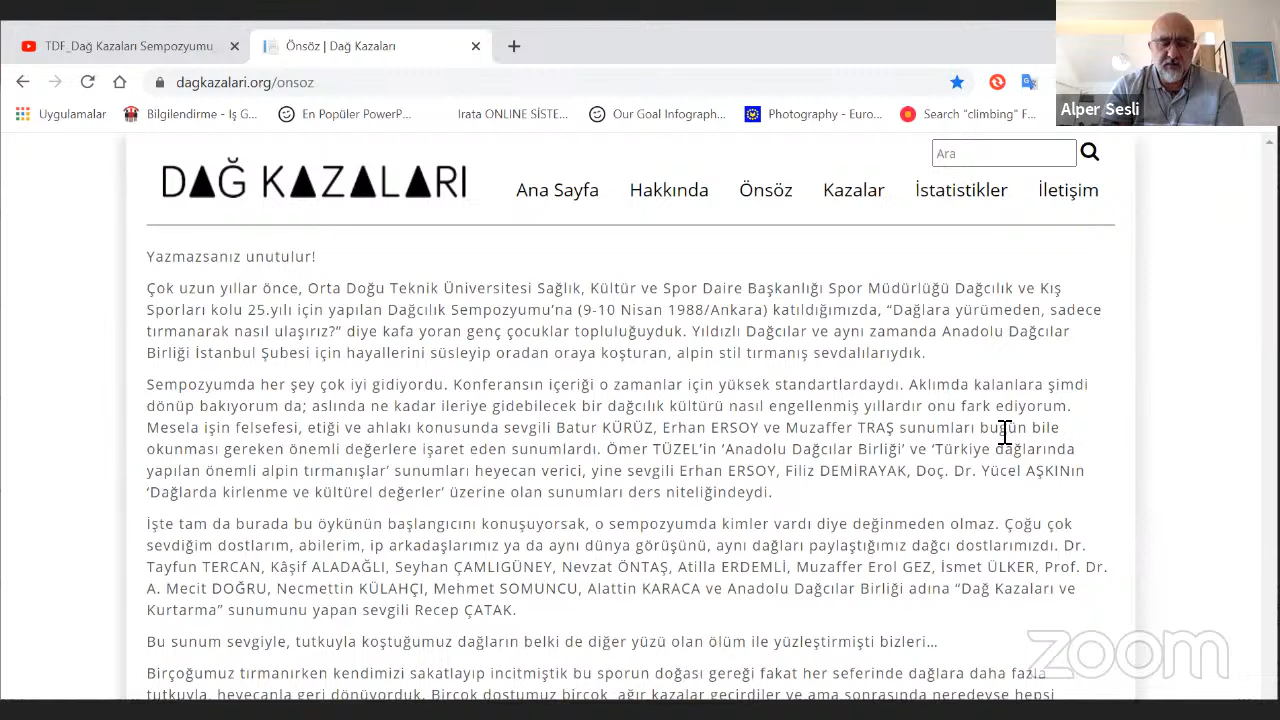 TDF_Dağ Kazaları Sempozyumu
Önsöz | Dağ Kazaları
dagkazalari.org/onsoz
Alper Sesli
Uygulamalar
Bilgilendirme - Iş G...
En Popüler PowerP...
Irata ONLINE SİSTE...
Our Goal Infograph...
Photography - Euro...
Search "climbing" F...
DAĞ KAZALARI
Ara
Ana Sayfa
Hakkında
Önsöz
Kazalar
İstatistikler
İletişim
Yazmazsanız unutulur!
Çok uzun yıllar önce, Orta Doğu Teknik Üniversitesi Sağlık, Kültür ve Spor Daire Başkanlığı Spor Müdürlüğü Dağcılık ve Kış
Sporları kolu 25.yılı için yapılan Dağcılık Sempozyumu’na (9-10 Nisan 1988/Ankara) katıldığımızda, “Dağlara yürümeden, sadece
tırmanarak nasıl ulaşırız?” diye kafa yoran genç çocuklar topluluğuyduk. Yıldızlı Dağcılar ve aynı zamanda Anadolu Dağcılar
Birliği İstanbul Şubesi için hayallerini süsleyip oradan oraya koşturan, alpin stil tırmanış sevdalılarıydık.
Sempozyumda her şey çok iyi gidiyordu. Konferansın içeriği o zamanlar için yüksek standartlardaydı. Aklımda kalanlara şimdi
dönüp bakıyorum da; aslında ne kadar ileriye gidebilecek bir dağcılık kültürü nasıl engellenmiş yıllardır onu fark ediyorum.
Mesela işin felsefesi, etiği ve ahlakı konusunda sevgili Batur KÜRÜZ, Erhan ERSOY ve Muzaffer TRAŞ sunumları bugün bile
okunması gereken önemli değerlere işaret eden sunumlardı. Ömer TÜZEL’in ‘Anadolu Dağcılar Birliği’ ve ‘Türkiye dağlarında
yapılan önemli alpin tırmanışlar’ sunumları heyecan verici, yine sevgili Erhan ERSOY, Filiz DEMİRAYAK, Doç. Dr. Yücel AŞKINın
‘Dağlarda kirlenme ve kültürel değerler’ üzerine olan sunumları ders niteliğindeydi.
İşte tam da burada bu öykünün başlangıcını konuşuyorsak, o sempozyumda kimler vardı diye değinmeden olmaz. Çoğu çok
sevdiğim dostlarım, abilerim, ip arkadaşlarımız ya da aynı dünya görüşünü, aynı dağları paylaştığımız dağcı dostlarımızdı. Dr.
Tayfun TERCAN, Kâşif ALADAĞLI, Seyhan ÇAMLIGÜNEY, Nevzat ÖNTAŞ, Atilla ERDEMLİ, Muzaffer Erol GEZ, İsmet ÜLKER, Prof. Dr.
A. Mecit DOĞRU, Necmettin KÜLAHÇI, Mehmet SOMUNCU, Alattin KARACA ve Anadolu Dağcılar Birliği adına “Dağ Kazaları ve
Kurtarma” sunumunu yapan sevgili Recep ÇATAK.
Bu sunum sevgiyle, tutkuyla koştuğumuz dağların belki de diğer yüzü olan ölüm ile yüzleştirmişti bizleri…
Birçoğumuz tırmanırken kendimizi sakatlayıp incitmiştik bu sporun doğası gereği fakat her seferinde dağlara daha fazla
tutkuyla, heyecanla geri dönüyorduk. Birçok dostumuz birçok ağır kazalar geçirdiler ve ama sonrasında neredeyse hepsi
zoom